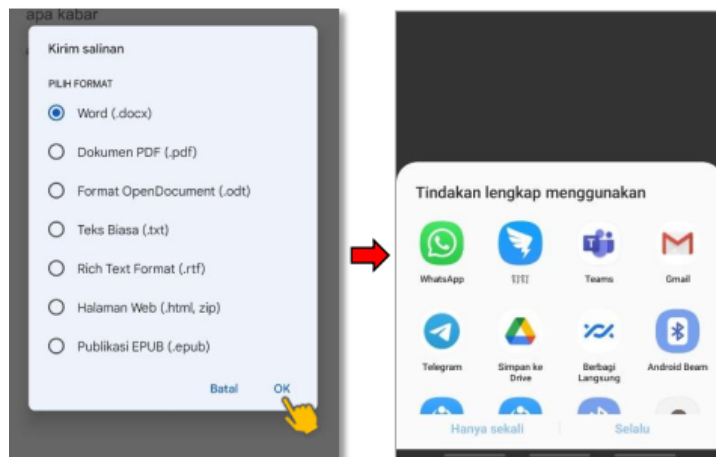 apa kabar
Kirim salinan
PILIH FORMAT
Word (.docx)
Dokumen PDF (.pdf)
Format OpenDocument (.odt)
Teks Biasa (.txt)
Rich Text Format (.rtf)
Halaman Web (.html, zip)
Publikasi EPUB (.epub)
Batal OK
Tindakan lengkap menggunakan
WhatsApp
钉钉
Teams
Gmail
Telegram
Simpan ke
Drive
Berbagi
Langsung
Android Beam
Hanya sekali
Selalu